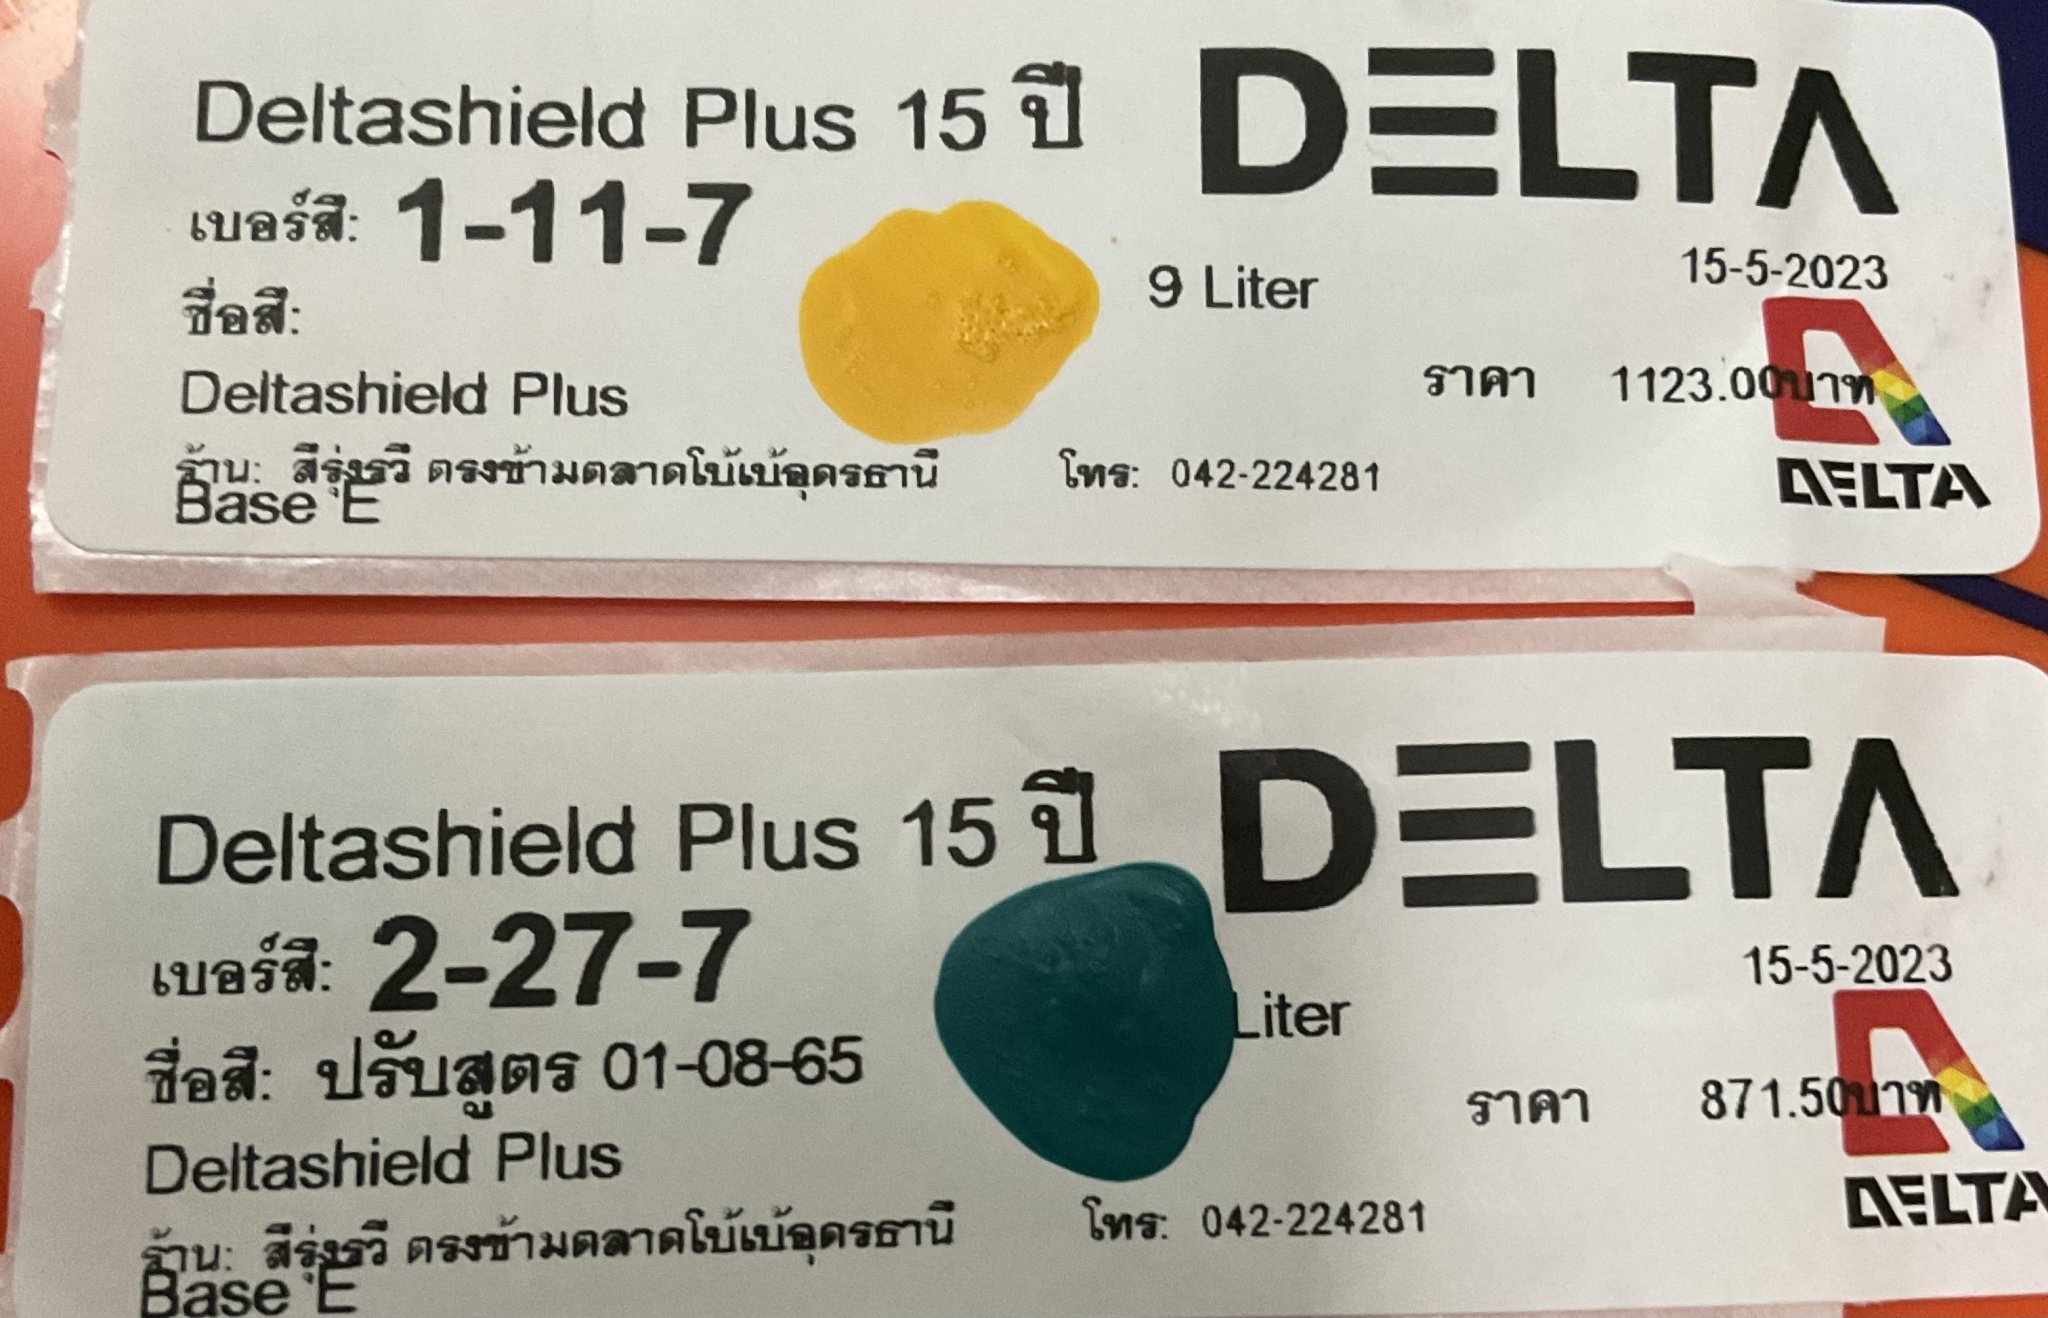 Deltashield Plus 15 ปี
DELTA
เบอร์สี: 1-11-7
9 Liter
15-5-2023
ชื่อสี:
Deltashield Plus
ราคา 1123.00บาท
ร้าน: สีรุ่งรวี ตรงข้ามตลาดโบ้เบ้อุดรธานี โทร: 042-224281
Base E
DELTA
Deltashield Plus 15 ปี
DELTA
เบอร์สี: 2-27-7
Liter
15-5-2023
ชื่อสี: ปรับสูตร 01-08-65
Deltashield Plus
ราคา 871.50บาท
ร้าน: สีรุ่งรวี ตรงข้ามตลาดโบ้เบ้อุดรธานี โทร: 042-224281
Base E
DELTA